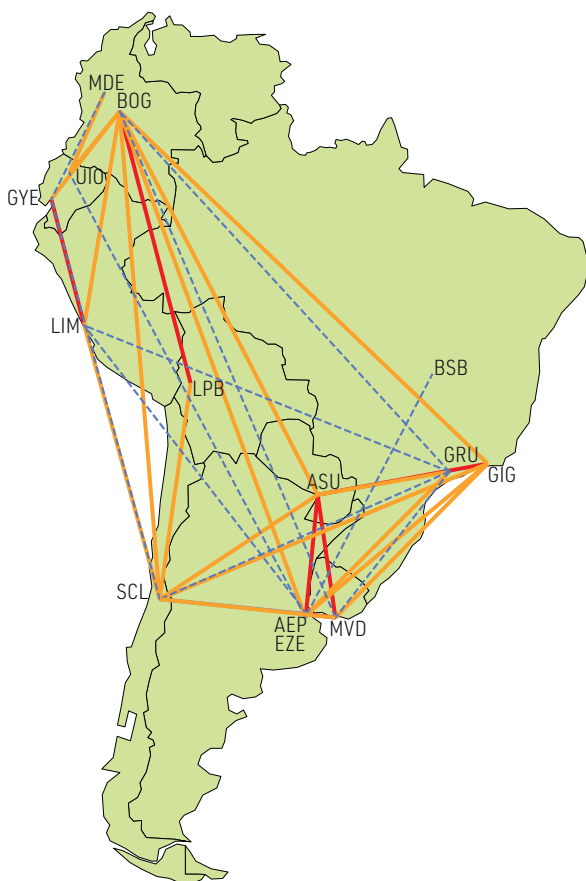 MDE
BOG
UIO
GYE
LIM
LPB
BSB
GRU
GIG
ASU
SCL
AEP
EZE
MVD